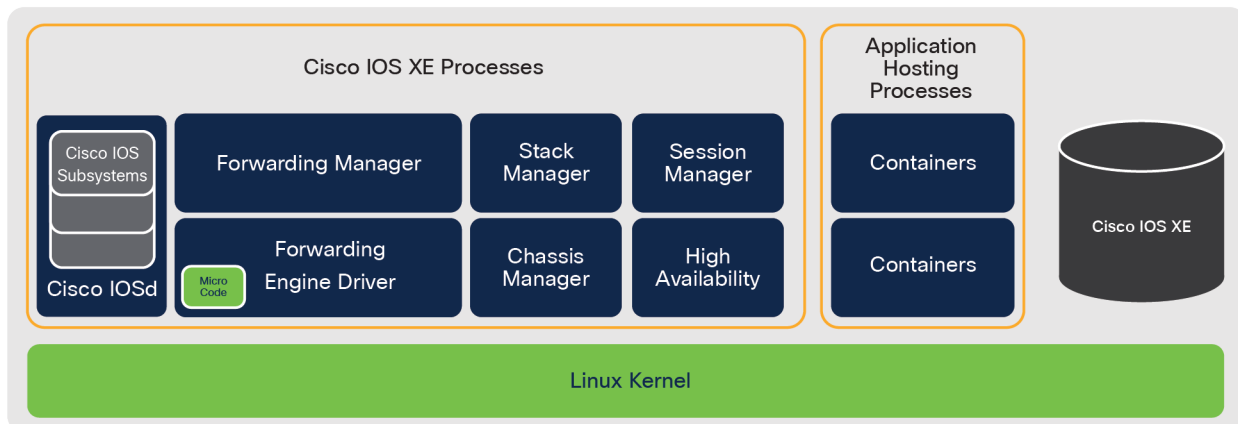 Cisco IOS XE Processes
Application
Hosting
Processes
Cisco IOS
Subsystems
Cisco IOSd
Forwarding Manager
Stack
Manager
Session
Manager
Containers
Forwarding
Engine Driver
Micro
Code
Chassis
Manager
High
Availability
Containers
Cisco IOS XE
Linux Kernel